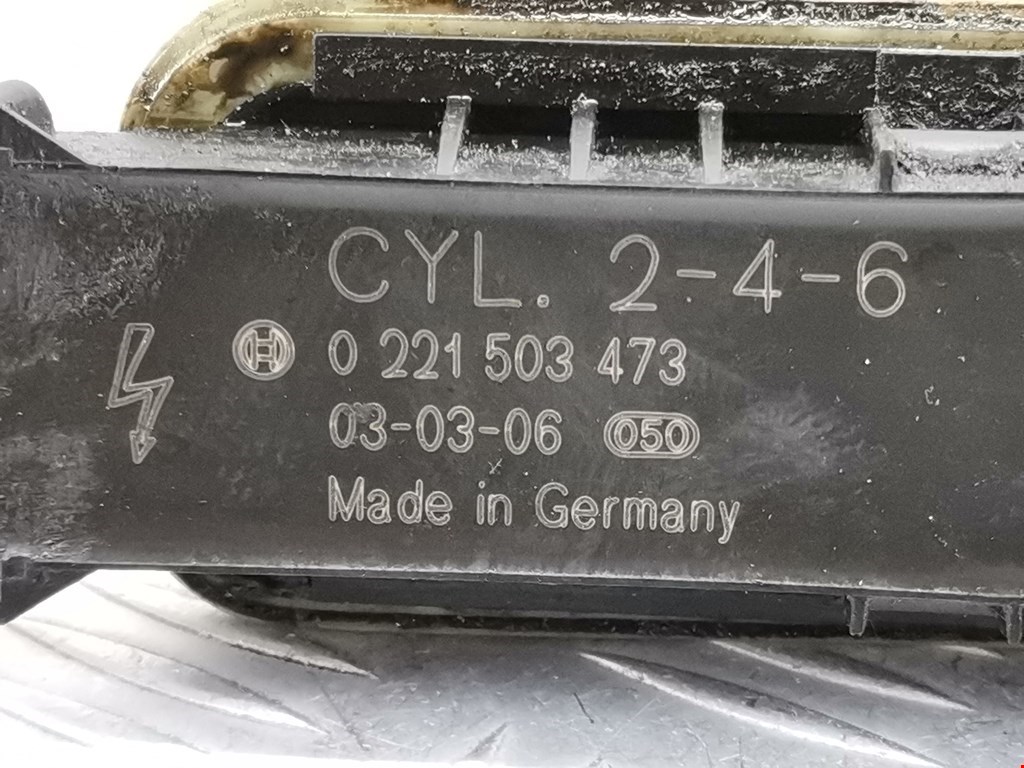 CYL. 2-4-6
0 221 503 473
03-03-06 050
Made in Germany